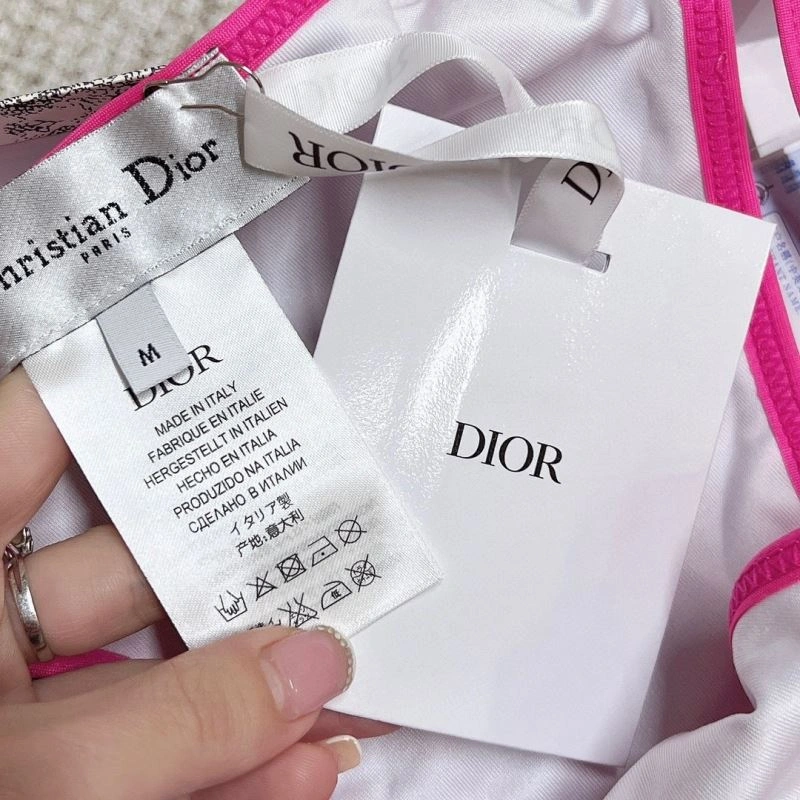 hristian Dior
PARIS
DIOR
DIOR
D
M
DIOR
MADE IN ITALY
FABRIQUE EN ITALIE
HERGESTELLT IN ITALIEN
HECHO EN ITALIA
PRODUZIDO NA ITALIA
СДЕЛАНО В ИТАЛИИ
イタリア製
产地:意大利
低
DIOR